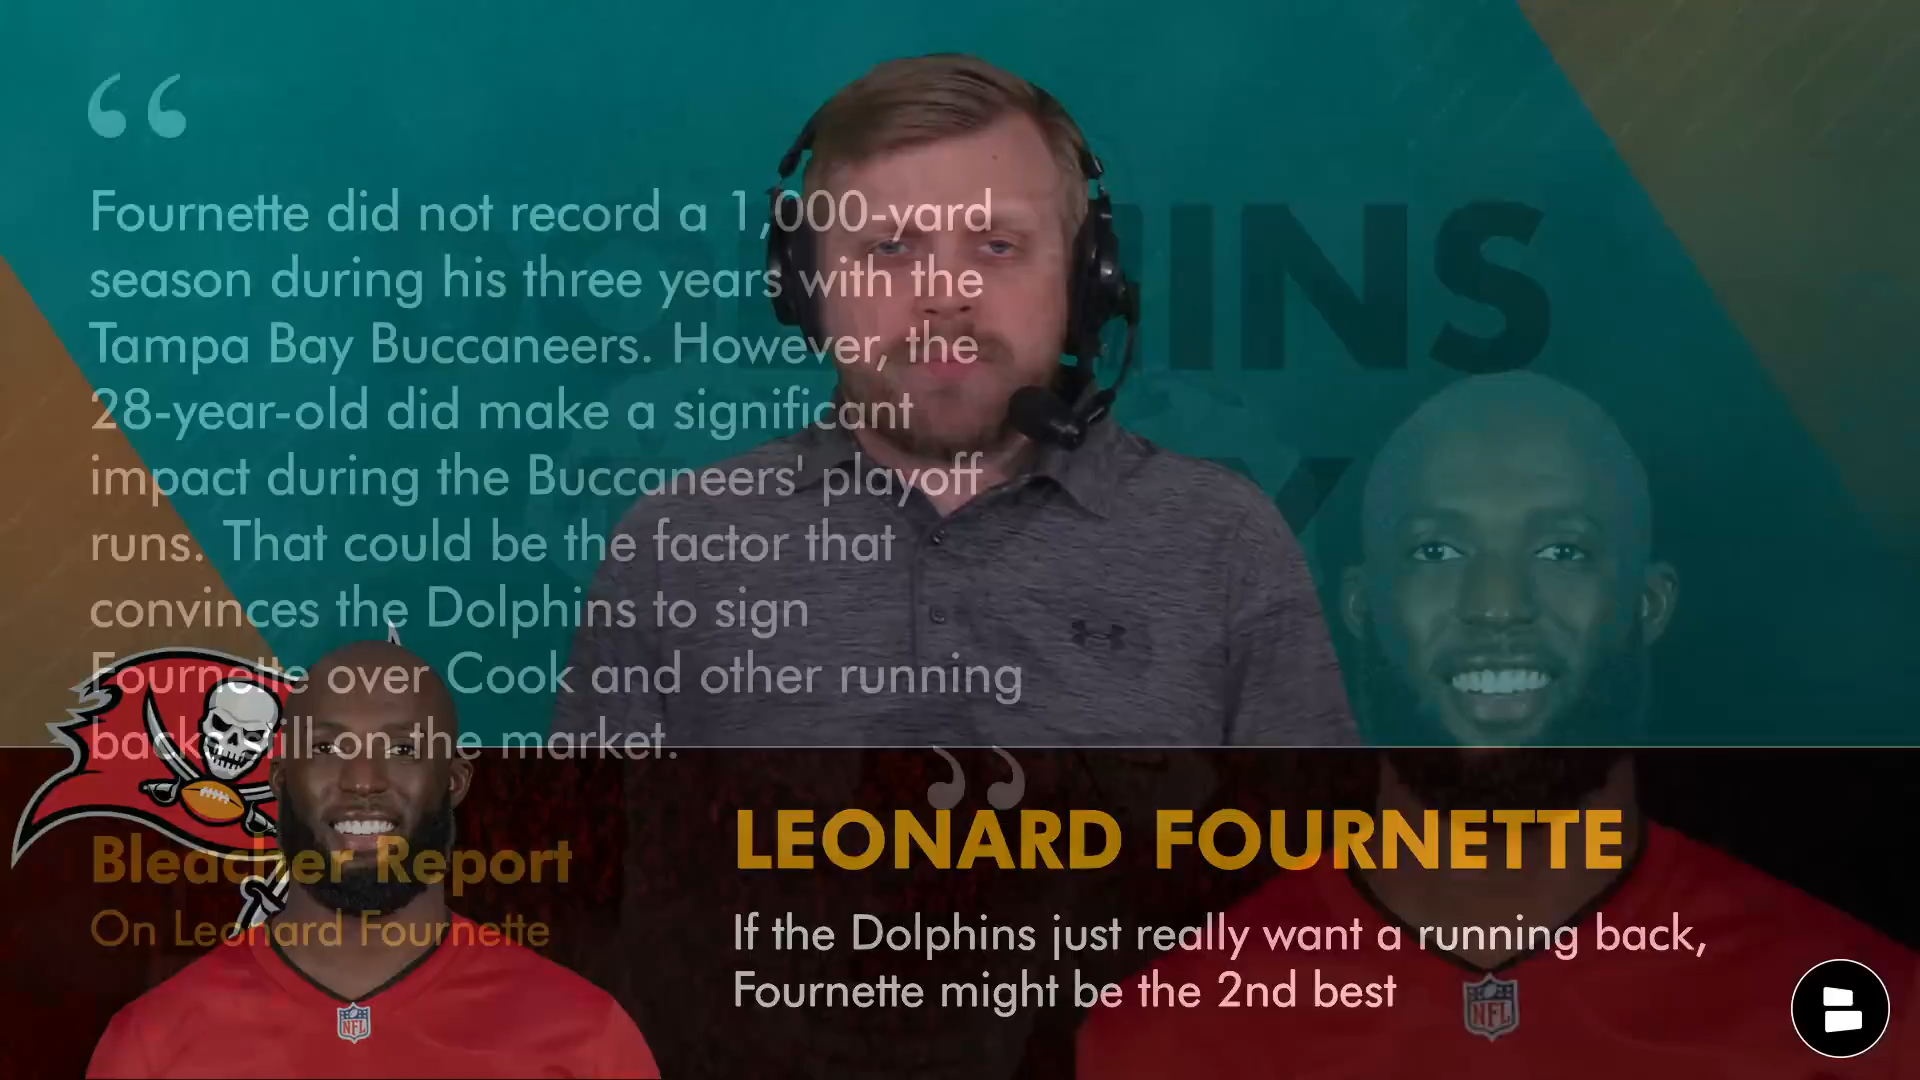 “
Fournette did not record a 1,000-yard
season during his three years with the
Tampa Bay Buccaneers. However, the
28-year-old did make a significant
impact during the Buccaneers' playoff
runs. That could be the factor that
convinces the Dolphins to sign
Fournette over Cook and other running
backs still on the market.
”
Bleacher Report
On Leonard Fournette
LEONARD FOURNETTE
If the Dolphins just really want a running back,
Fournette might be the 2nd best
NFL
NFL
DOLPHINS